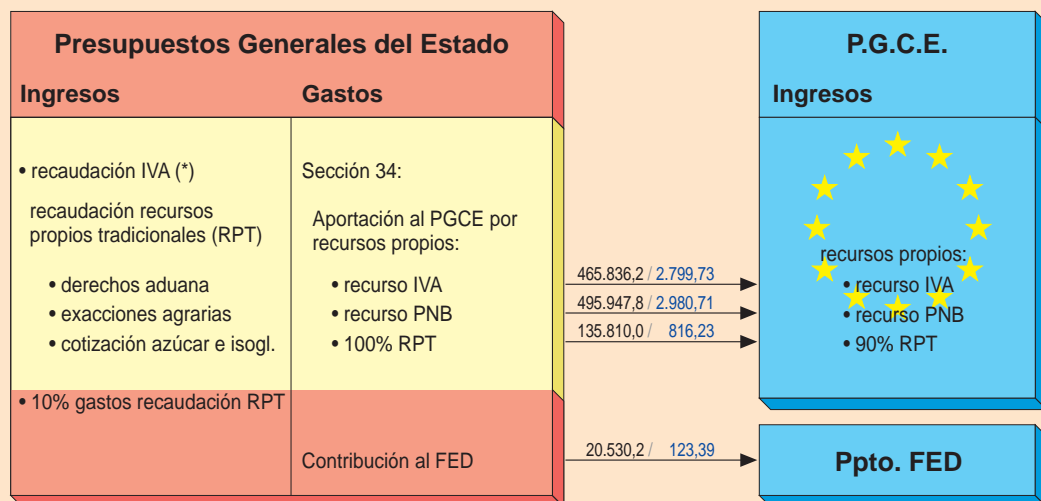 Presupuestos Generales del Estado
Ingresos
Gastos
• recaudación IVA (*)
recaudación recursos
propios tradicionales (RPT)
• derechos aduana
• exacciones agrarias
• cotización azúcar e isogl.
• 10% gastos recaudación RPT
Sección 34:
Aportación al PGCE por
recursos propios:
• recurso IVA
• recurso PNB
• 100% RPT
Contribución al FED
465.836,2 / 2.799,73
495.947,8 / 2.980,71
135.810,0 / 816,23
20.530,2 / 123,39
P.G.C.E.
Ingresos
recursos propios:
• recurso IVA
• recurso PNB
• 90% RPT
Ppto. FED